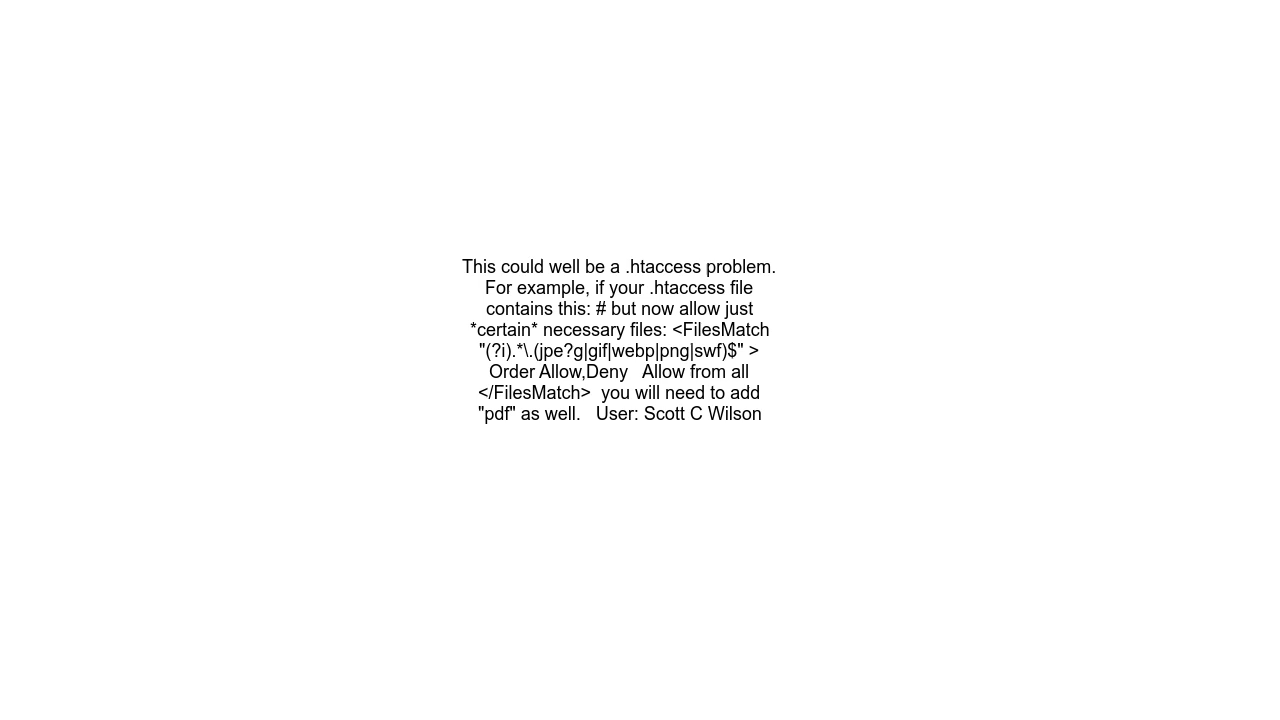 This could well be a .htaccess problem.
For example, if your .htaccess file
contains this: # but now allow just
*certain* necessary files: <FilesMatch
"(?i).*\.(jpe?g|gif|webp|png|swf)$" >
Order Allow,Deny   Allow from all
</FilesMatch>  you will need to add
"pdf" as well.   User: Scott C Wilson